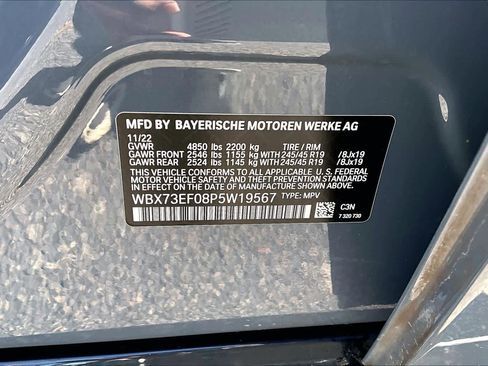 MFD BY BAYERISCHE MOTOREN WERKE AG
11/22
GVWR 4850 lbs 2200 kg TIRE / RIM
GAWR FRONT 2546 lbs 1155 kg WITH 245/45 R19 /8Jx19
GAWR REAR 2524 lbs 1145 kg WITH 245/45 R19 /8Jx19
THIS VEHICLE CONFORMS TO ALL APPLICABLE U.S. FEDERAL
MOTOR VEHICLE SAFETY AND THEFT PREVENTION STANDARDS
IN EFFECT ON THE DATE OF MANUFACTURE SHOWN ABOVE.
WBX73EF08P5W19567 TYPE: MPV C3N
7 320 730